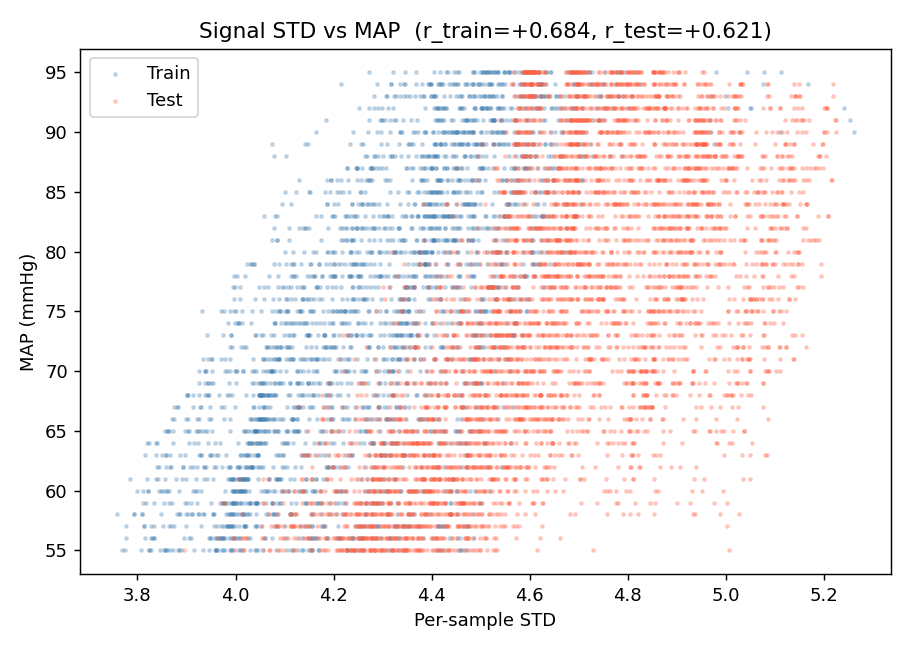 Signal STD vs MAP  (r_train=+0.684, r_test=+0.621)
Train
Test
95
90
85
80
75
70
65
60
55
MAP (mmHg)
3.8 4.0 4.2 4.4 4.6 4.8 5.0 5.2
Per-sample STD